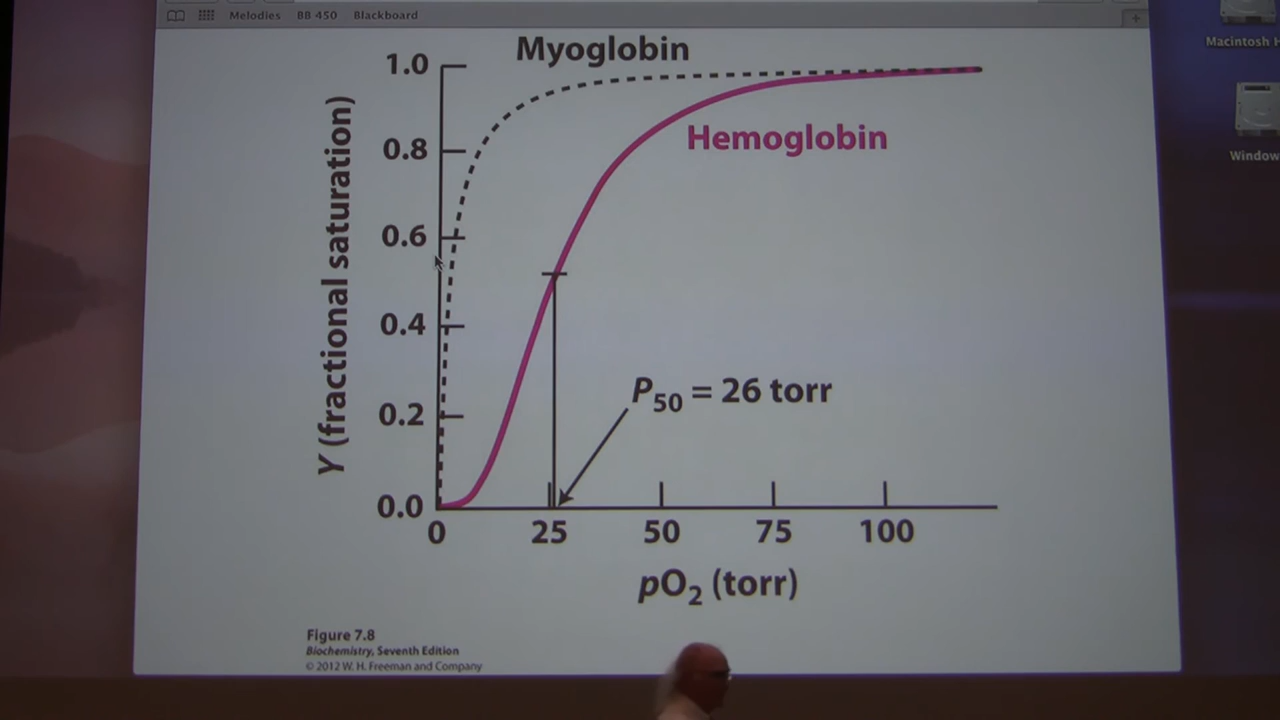 Melodies BB 450 Blackboard
Macintosh H
Window
Myoglobin
1.0
Hemoglobin
0.8
0.6
0.4
P50 = 26 torr
0.2
0.0
0 25 50 75 100
Y (fractional saturation)
pO2 (torr)
Figure 7.8
Biochemistry, Seventh Edition
© 2012 W. H. Freeman and Company